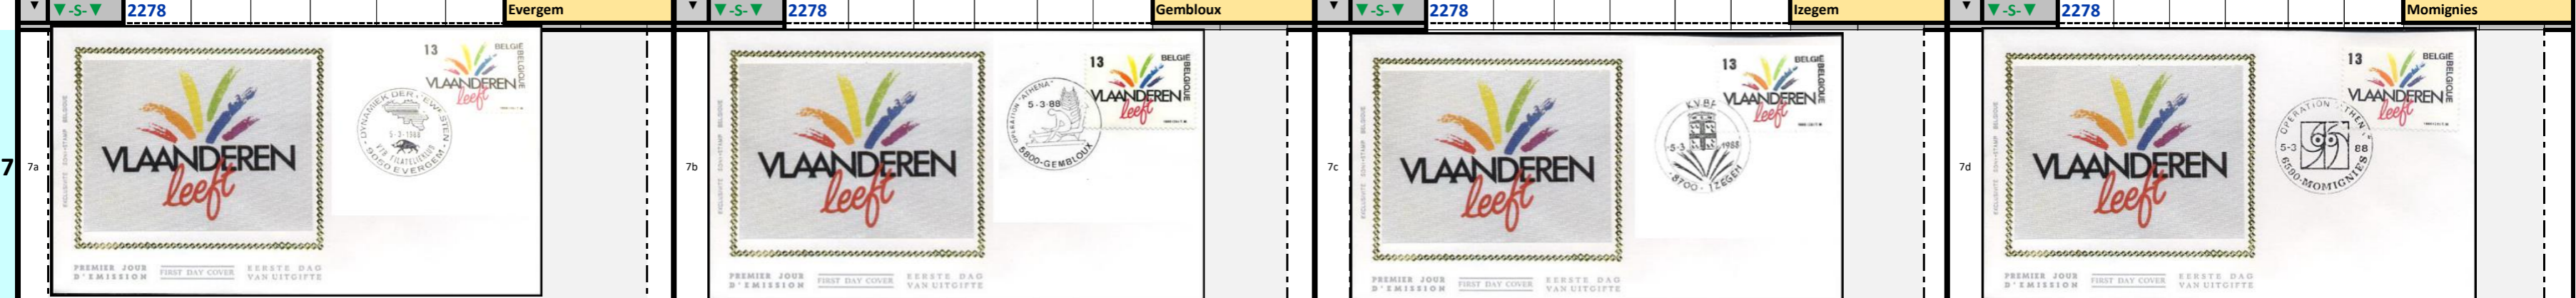 ▼ ▼ -S- ▼ 2278 Evergem
▼ ▼ -S- ▼ 2278 Gembloux
▼ ▼ -S- ▼ 2278 Izegem
▼ ▼ -S- ▼ 2278 Momignies
7
7a
VLAANDEREN
leeft
PREMIER JOUR
D'EMISSION
FIRST DAY COVER
EERSTE DAG
VAN UITGIFTE
13
BELGIË
BELGIQUE
VLAANDEREN
leeft
5-3-1988
VZW FILATELIEKLUB
9050 EVERGEM
7b
VLAANDEREN
leeft
PREMIER JOUR
D'EMISSION
FIRST DAY COVER
EERSTE DAG
VAN UITGIFTE
13
BELGIË
BELGIQUE
VLAANDEREN
leeft
OPERATION "ATHENA"
5-3-88
5800-GEMBLOUX
7c
VLAANDEREN
leeft
PREMIER JOUR
D'EMISSION
FIRST DAY COVER
EERSTE DAG
VAN UITGIFTE
13
BELGIË
BELGIQUE
VLAANDEREN
leeft
5-3 1988
8700 - IZEGEM
7d
VLAANDEREN
leeft
PREMIER JOUR
D'EMISSION
FIRST DAY COVER
EERSTE DAG
VAN UITGIFTE
13
BELGIË
BELGIQUE
VLAANDEREN
leeft
OPERATION
5-3 88
6590-MOMIGNIES